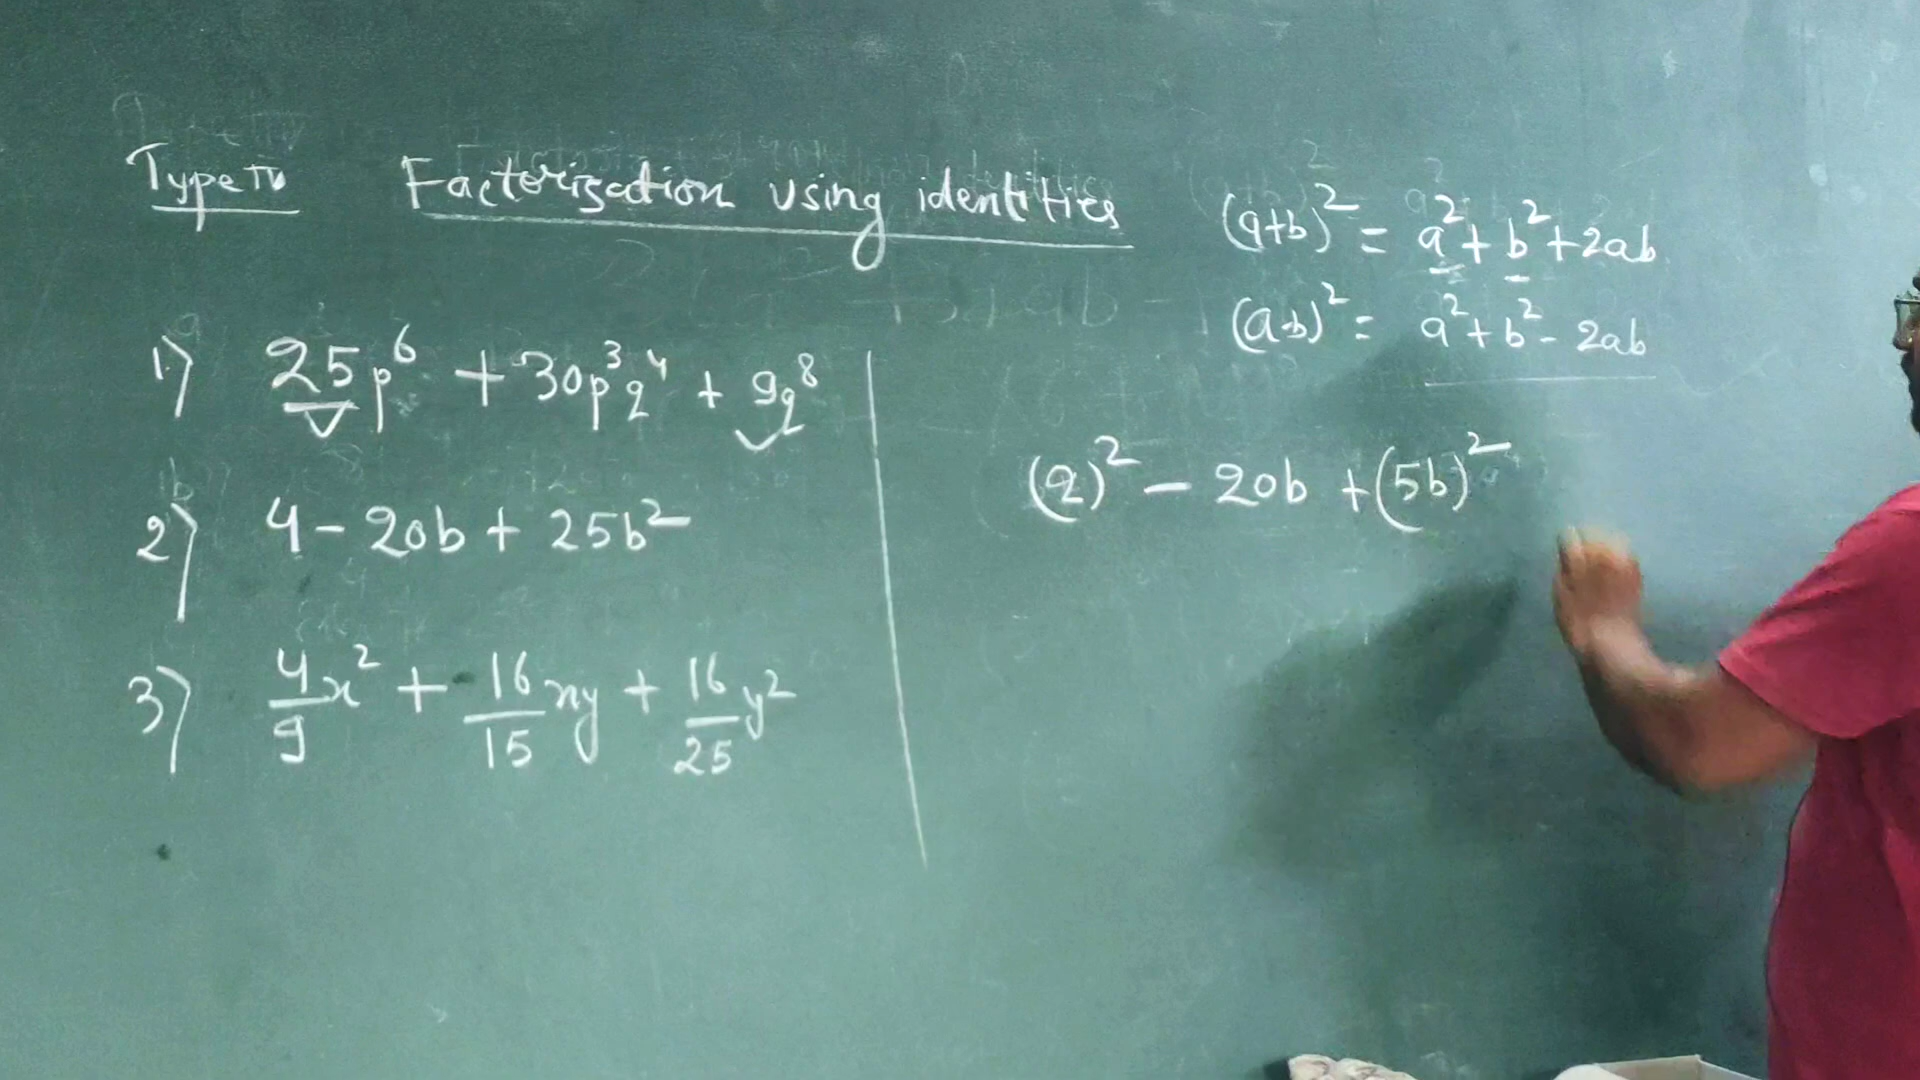 Type IV Factorisation using identities
(a+b)² = a² + b² + 2ab
(a-b)² = a² + b² - 2ab
1) 25p⁶ + 30p³q⁴ + 9q⁸
2) 4 - 20b + 25b²
3) 4/9 x² + 16/15 xy + 16/25 y²
(2)² - 20b + (5b)²